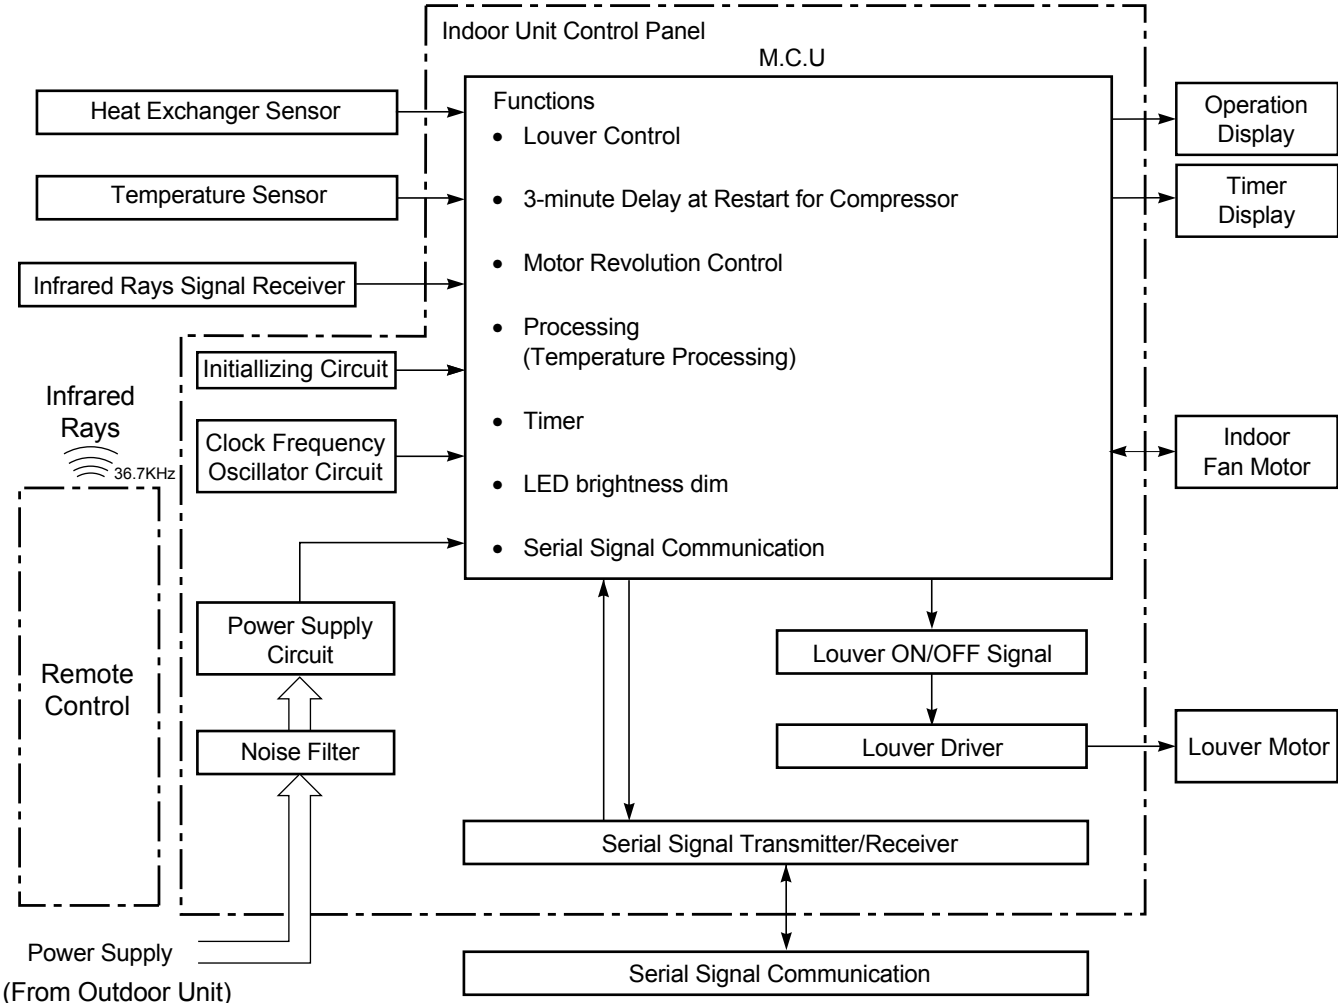 Indoor Unit Control Panel
M.C.U
Functions
• Louver Control
• 3-minute Delay at Restart for Compressor
• Motor Revolution Control
• Processing
(Temperature Processing)
• Timer
• LED brightness dim
• Serial Signal Communication
Heat Exchanger Sensor
Temperature Sensor
Infrared Rays Signal Receiver
Initiallizing Circuit
Clock Frequency
Oscillator Circuit
Power Supply
Circuit
Noise Filter
Infrared
Rays
36.7KHz
Remote
Control
Power Supply
(From Outdoor Unit)
Operation
Display
Timer
Display
Indoor
Fan Motor
Louver ON/OFF Signal
Louver Driver
Louver Motor
Serial Signal Transmitter/Receiver
Serial Signal Communication